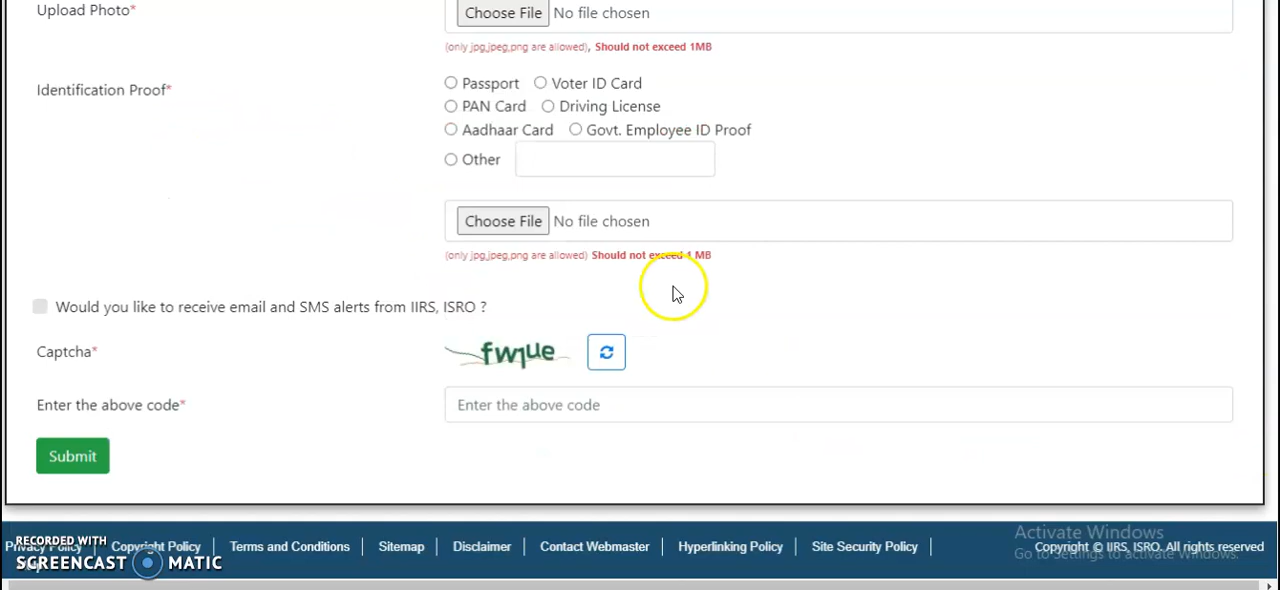 Upload Photo*
Choose File No file chosen
(only jpg,jpeg,png are allowed), Should not exceed 1MB
Identification Proof*
Passport Voter ID Card
PAN Card Driving License
Aadhaar Card Govt. Employee ID Proof
Other
Choose File No file chosen
(only jpg,jpeg,png are allowed) Should not exceed 1 MB
Would you like to receive email and SMS alerts from IIRS, ISRO ?
Captcha*
Enter the above code*
Enter the above code
Submit
Activate Windows
Go to Settings to activate Windows.
RECORDED WITH
SCREENCAST MATIC
Privacy Policy Copyright Policy Terms and Conditions Sitemap Disclaimer Contact Webmaster Hyperlinking Policy Site Security Policy Copyright © IIRS, ISRO. All rights reserved